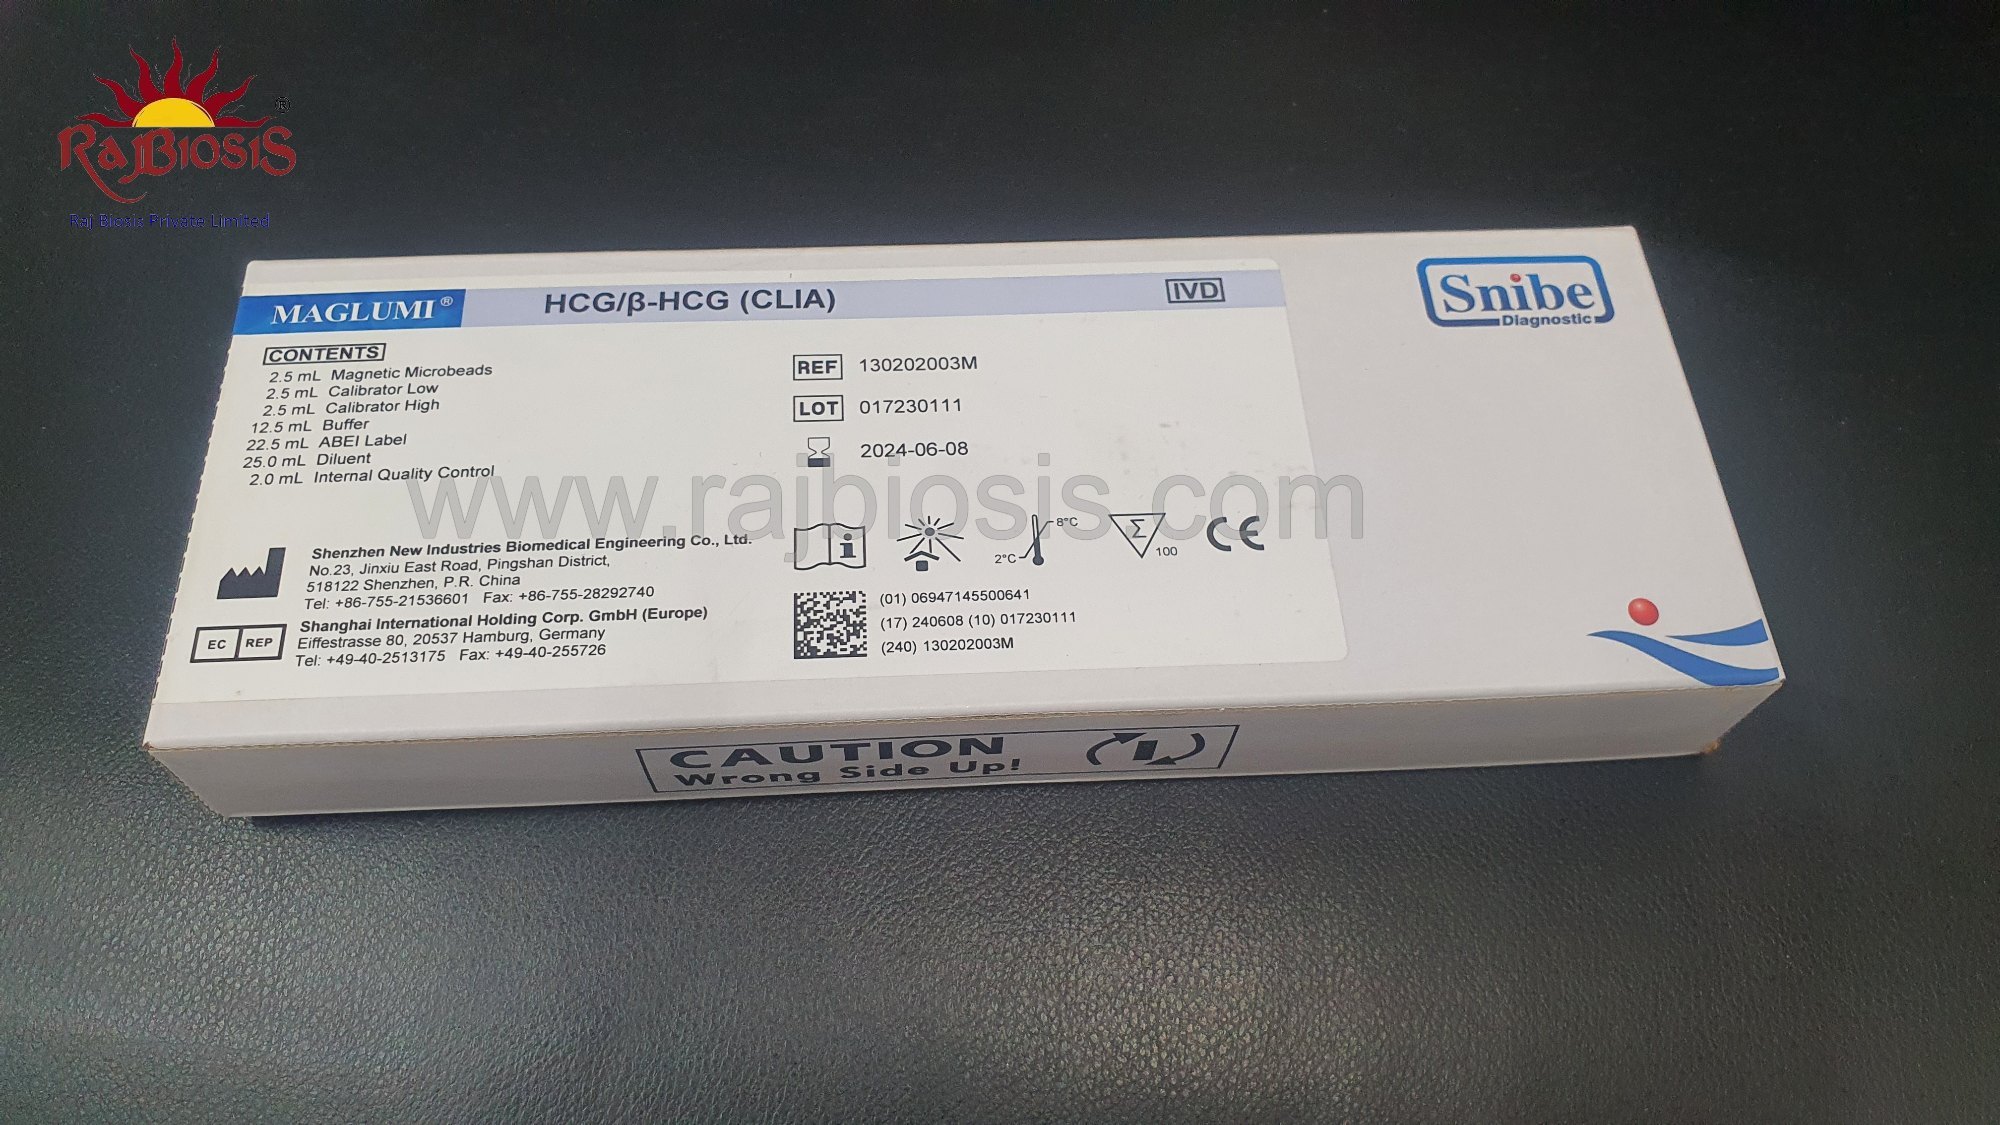 RajBiosis ®
Raj Biosis Private Limited
MAGLUMI®
HCG/β-HCG (CLIA)
IVD
Snibe
Diagnostic
CONTENTS
2.5 mL Magnetic Microbeads
2.5 mL Calibrator Low
2.5 mL Calibrator High
12.5 mL Buffer
22.5 mL ABEI Label
25.0 mL Diluent
2.0 mL Internal Quality Control
REF 130202003M
LOT 017230111
2024-06-08
www.rajbiosis.com
Shenzhen New Industries Biomedical Engineering Co., Ltd.
No.23, Jinxiu East Road, Pingshan District,
518122 Shenzhen, P.R. China
Tel: +86-755-21536601 Fax: +86-755-28292740
EC REP
Shanghai International Holding Corp. GmbH (Europe)
Eiffestrasse 80, 20537 Hamburg, Germany
Tel: +49-40-2513175 Fax: +49-40-255726
i
2°C
8°C
Σ
100
CE
(01) 06947145500641
(17) 240608 (10) 017230111
(240) 130202003M
CAUTION
Wrong Side Up!